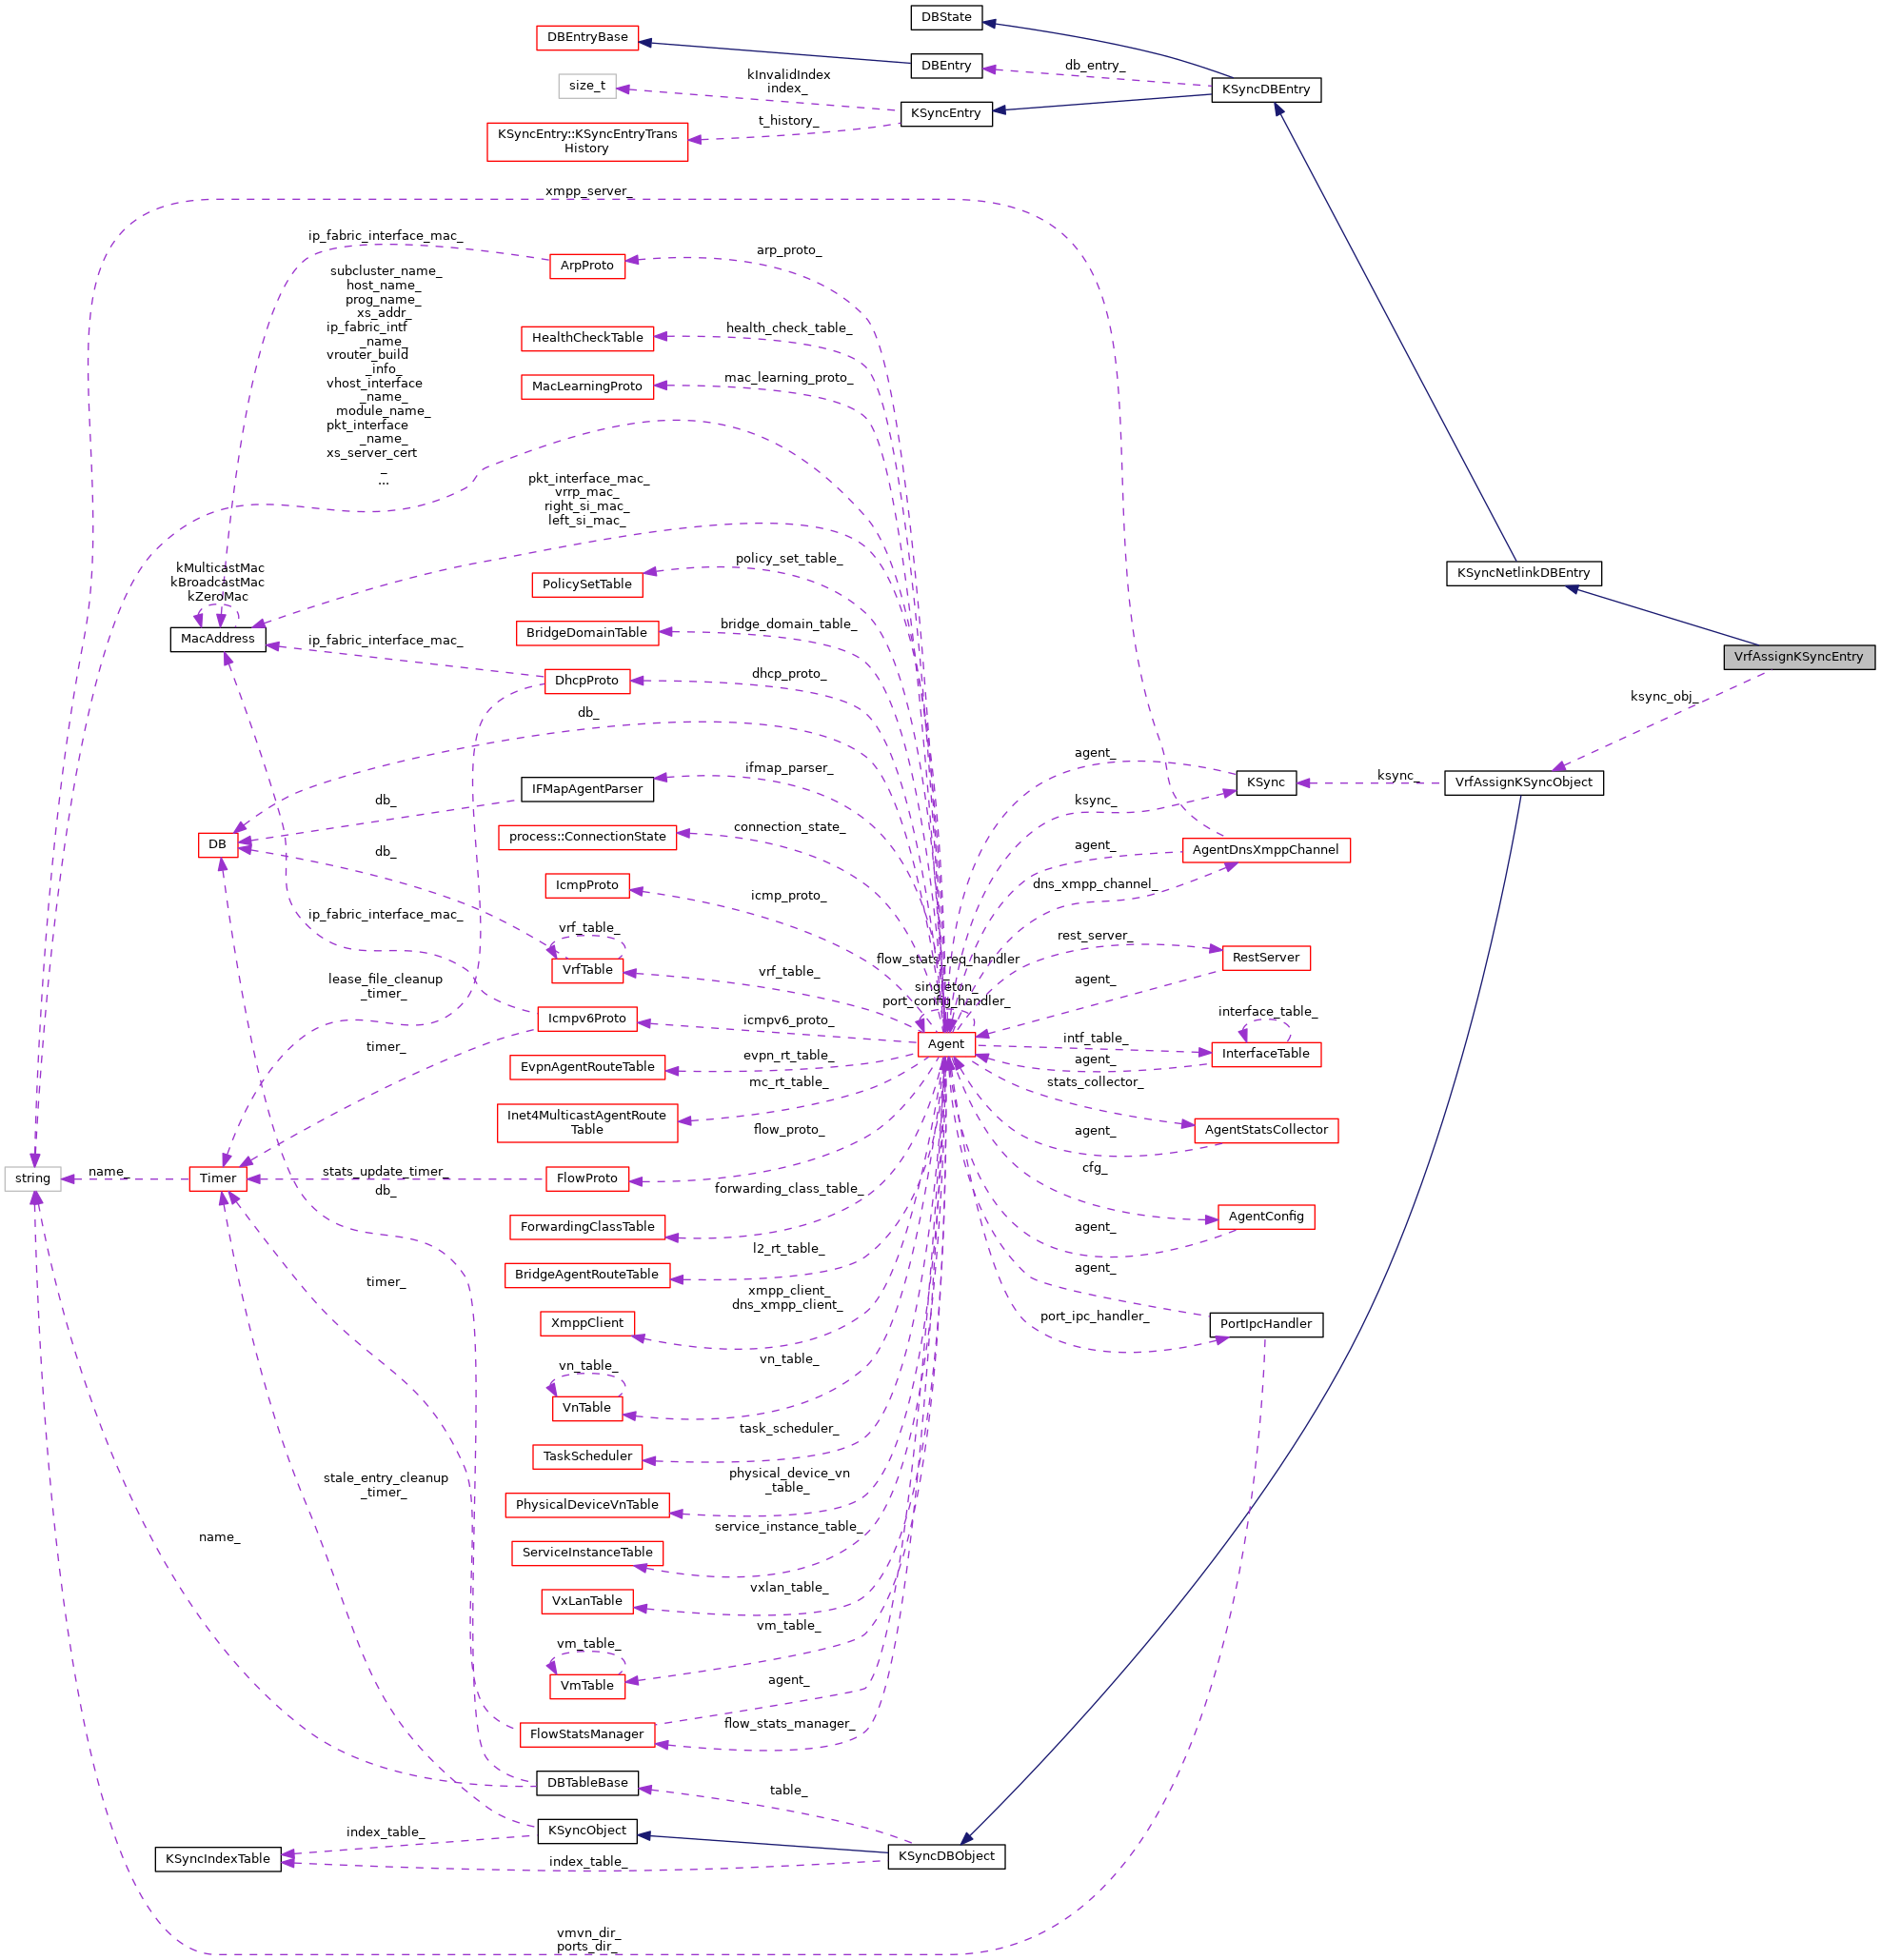 DBState
DBEntryBase
DBEntry
db_entry_
kInvalidIndex
index_
size_t
KSyncDBEntry
KSyncEntry
t_history_
KSyncEntry::KSyncEntryTrans
History
xmpp_server_
ip_fabric_interface_mac_
arp_proto_
ArpProto
subcluster_name_
host_name_
prog_name_
xs_addr_
ip_fabric_intf
_name_
vrouter_build
_info_
vhost_interface
_name_
module_name_
pkt_interface
_name_
xs_server_cert
_
...
health_check_table_
HealthCheckTable
mac_learning_proto_
MacLearningProto
pkt_interface_mac_
vrrp_mac_
right_si_mac_
left_si_mac_
policy_set_table_
PolicySetTable
kMulticastMac
kBroadcastMac
kZeroMac
KSyncNetlinkDBEntry
bridge_domain_table_
BridgeDomainTable
MacAddress
ip_fabric_interface_mac_
VrfAssignKSyncEntry
dhcp_proto_
DhcpProto
ksync_obj_
db_
ifmap_parser_
agent_
KSync
ksync_
VrfAssignKSyncObject
IFMapAgentParser
db_
ksync_
connection_state_
process::ConnectionState
DB
db_
agent_
AgentDnsXmppChannel
IcmpProto
icmp_proto_
dns_xmpp_channel_
ip_fabric_interface_mac_
vrf_table_
rest_server_
flow_stats_req_handler
_
RestServer
VrfTable
vrf_table_
lease_file_cleanup
_timer_
singleton_
port_config_handler_
agent_
interface_table_
Icmpv6Proto
icmpv6_proto_
timer_
Agent
intf_table_
InterfaceTable
evpn_rt_table_
EvpnAgentRouteTable
agent_
mc_rt_table_
stats_collector_
Inet4MulticastAgentRoute
Table
flow_proto_
agent_
AgentStatsCollector
string
name_
Timer
stats_update_timer_
FlowProto
cfg_
db_
forwarding_class_table_
ForwardingClassTable
agent_
AgentConfig
l2_rt_table_
BridgeAgentRouteTable
agent_
timer_
xmpp_client_
dns_xmpp_client_
XmppClient
port_ipc_handler_
PortIpcHandler
vn_table_
vn_table_
VnTable
task_scheduler_
TaskScheduler
stale_entry_cleanup
_timer_
physical_device_vn
_table_
PhysicalDeviceVnTable
name_
service_instance_table_
ServiceInstanceTable
vxlan_table_
VxLanTable
vm_table_
vm_table_
VmTable
agent_
FlowStatsManager
flow_stats_manager_
DBTableBase
table_
KSyncObject
index_table_
KSyncIndexTable
index_table_
KSyncDBObject
vmvn_dir_
ports_dir_